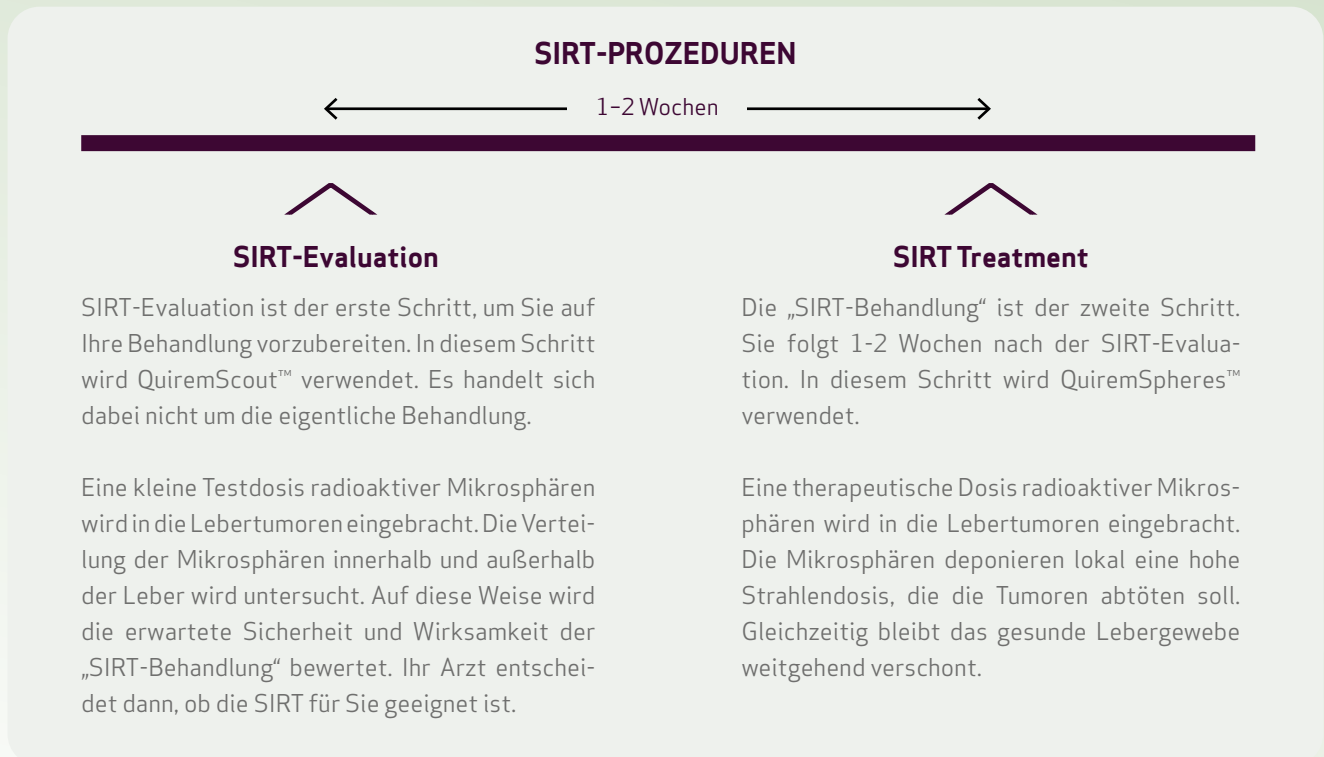 SIRT-PROZEDUREN
1–2 Wochen
SIRT-Evaluation
SIRT-Evaluation ist der erste Schritt, um Sie auf
Ihre Behandlung vorzubereiten. In diesem Schritt
wird QuiremScout™ verwendet. Es handelt sich
dabei nicht um die eigentliche Behandlung.
Eine kleine Testdosis radioaktiver Mikrosphären
wird in die Lebertumoren eingebracht. Die Vertei-
lung der Mikrosphären innerhalb und außerhalb
der Leber wird untersucht. Auf diese Weise wird
die erwartete Sicherheit und Wirksamkeit der
„SIRT-Behandlung“ bewertet. Ihr Arzt entschei-
det dann, ob die SIRT für Sie geeignet ist.
SIRT Treatment
Die „SIRT-Behandlung“ ist der zweite Schritt.
Sie folgt 1-2 Wochen nach der SIRT-Evalua-
tion. In diesem Schritt wird QuiremSpheres™
verwendet.
Eine therapeutische Dosis radioaktiver Mikros-
phären wird in die Lebertumoren eingebracht.
Die Mikrosphären deponieren lokal eine hohe
Strahlendosis, die die Tumoren abtöten soll.
Gleichzeitig bleibt das gesunde Lebergewebe
weitgehend verschont.